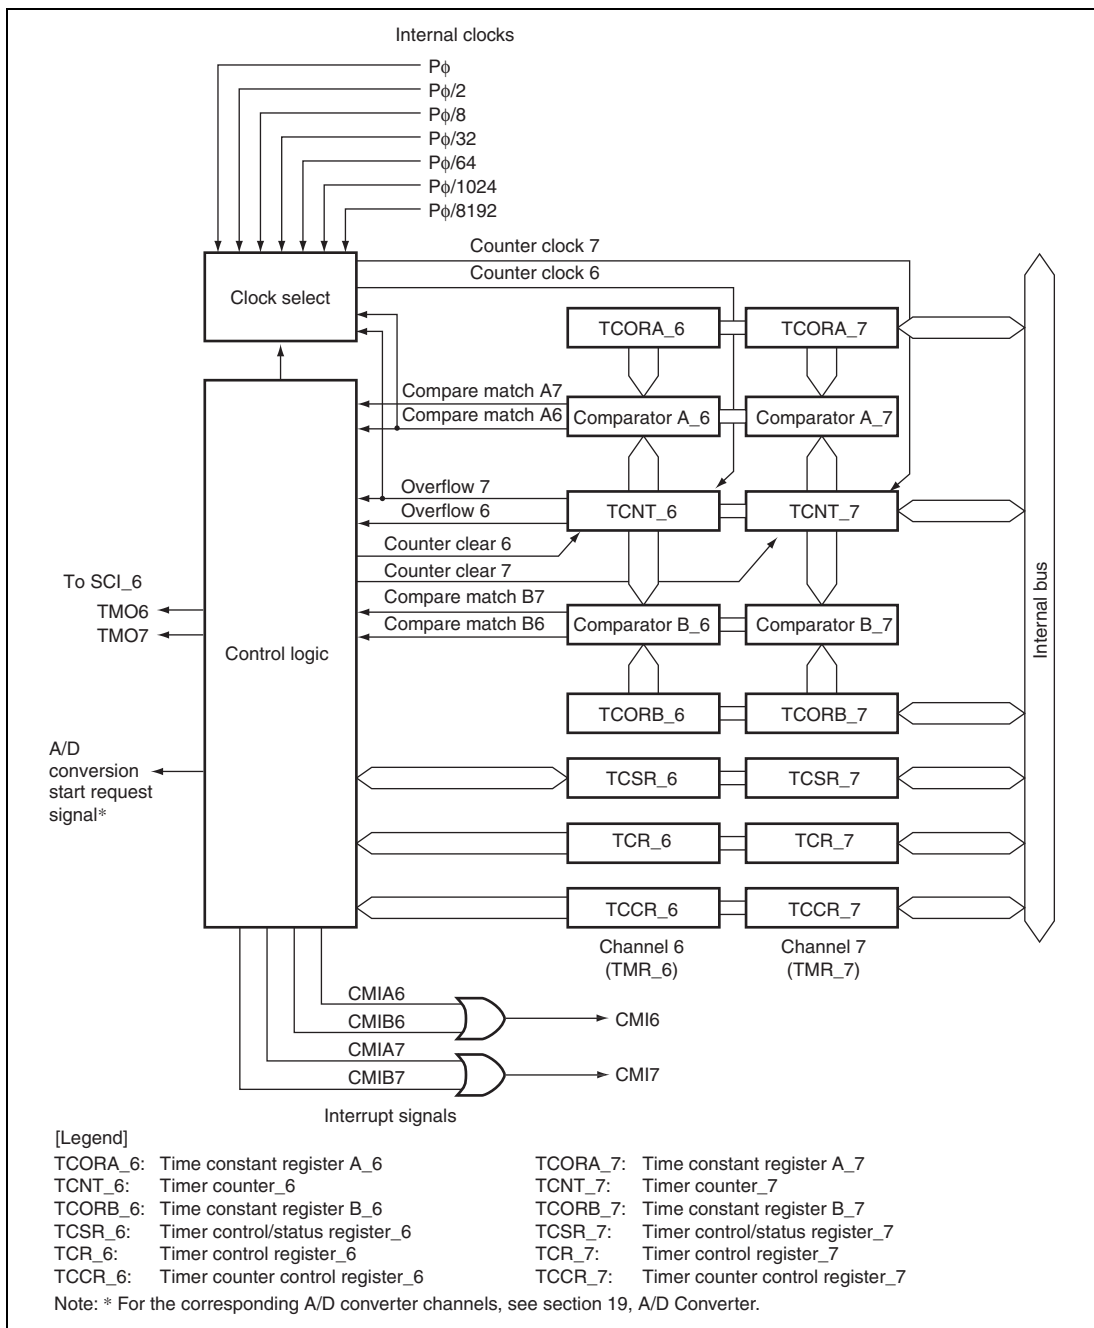 Internal clocks
Pϕ
Pϕ/2
Pϕ/8
Pϕ/32
Pϕ/64
Pϕ/1024
Pϕ/8192
Counter clock 7
Counter clock 6
Clock select
TCORA_6
TCORA_7
Compare match A7
Compare match A6
Comparator A_6
Comparator A_7
Overflow 7
Overflow 6
TCNT_6
TCNT_7
Counter clear 6
Counter clear 7
To SCI_6
TMO6
TMO7
Compare match B7
Compare match B6
Comparator B_6
Comparator B_7
Control logic
Internal bus
TCORB_6
TCORB_7
A/D
conversion
start request
signal*
TCSR_6
TCSR_7
TCR_6
TCR_7
TCCR_6
TCCR_7
Channel 6
(TMR_6)
Channel 7
(TMR_7)
CMIA6
CMIB6
CMI6
CMIA7
CMIB7
CMI7
Interrupt signals
[Legend]
TCORA_6: Time constant register A_6
TCORA_7: Time constant register A_7
TCNT_6: Timer counter_6
TCNT_7: Timer counter_7
TCORB_6: Time constant register B_6
TCORB_7: Time constant register B_7
TCSR_6: Timer control/status register_6
TCSR_7: Timer control/status register_7
TCR_6: Timer control register_6
TCR_7: Timer control register_7
TCCR_6: Timer counter control register_6
TCCR_7: Timer counter control register_7
Note: * For the corresponding A/D converter channels, see section 19, A/D Converter.